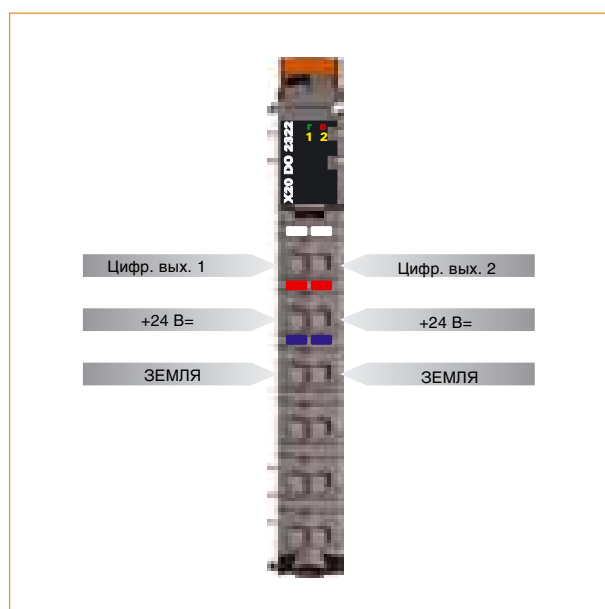 X20 DO 2322
r e
1 2
Цифр. вых. 1
Цифр. вых. 2
+24 В=
+24 В=
ЗЕМЛЯ
ЗЕМЛЯ